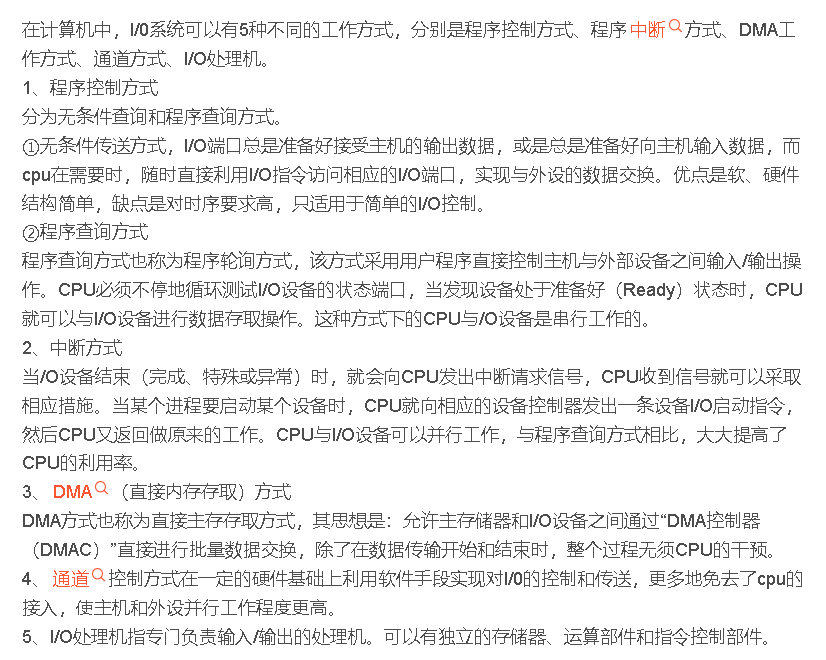 在计算机中，I/0系统可以有5种不同的工作方式，分别是程序控制方式、程序中断方式、DMA工
作方式、通道方式、I/O处理机。
1、程序控制方式
分为无条件查询和程序查询方式。
①无条件传送方式，I/O端口总是准备好接受主机的输出数据，或是总是准备好向主机输入数据，而
cpu在需要时，随时直接利用I/O指令访问相应的I/O端口，实现与外设的数据交换。优点是软、硬件
结构简单，缺点是对时序要求高，只适用于简单的I/O控制。
②程序查询方式
程序查询方式也称为程序轮询方式，该方式采用用户程序直接控制主机与外部设备之间输入/输出操
作。CPU必须不停地循环测试I/O设备的状态端口，当发现设备处于准备好（Ready）状态时，CPU
就可以与I/O设备进行数据存取操作。这种方式下的CPU与/O设备是串行工作的。
2、中断方式
当/O设备结束（完成、特殊或异常）时，就会向CPU发出中断请求信号，CPU收到信号就可以采取
相应措施。当某个进程要启动某个设备时，CPU就向相应的设备控制器发出一条设备I/O启动指令，
然后CPU又返回做原来的工作。CPU与I/O设备可以并行工作，与程序查询方式相比，大大提高了
CPU的利用率。
3、DMA（直接内存存取）方式
DMA方式也称为直接主存存取方式，其思想是：允许主存储器和I/O设备之间通过“DMA控制器
（DMAC）”直接进行批量数据交换，除了在数据传输开始和结束时，整个过程无须CPU的干预。
4、通道控制方式在一定的硬件基础上利用软件手段实现对I/0的控制和传送，更多地免去了cpu的
接入，使主机和外设并行工作程度更高。
5、I/O处理机指专门负责输入/输出的处理机。可以有独立的存储器、运算部件和指令控制部件。